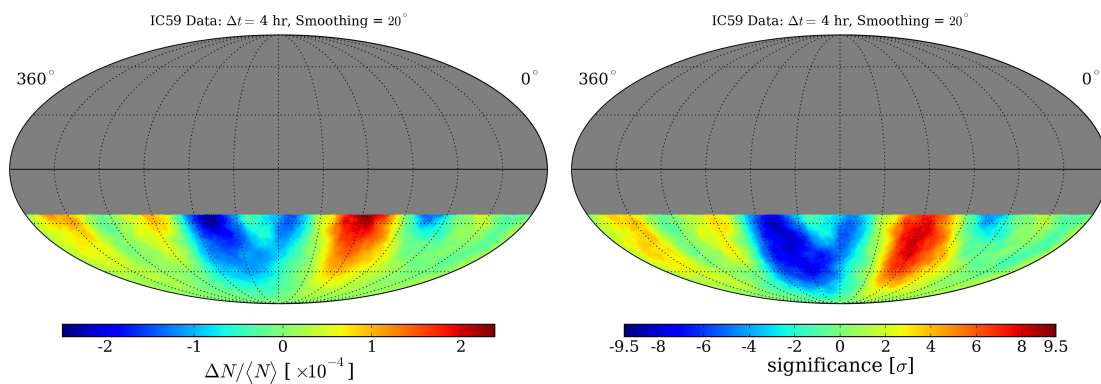 IC59 Data: Δt = 4 hr, Smoothing = 20°
360°
0°
-2 -1 0 1 2
ΔN/⟨N⟩ [ ×10⁻⁴ ]
IC59 Data: Δt = 4 hr, Smoothing = 20°
360°
0°
-9.5 -8 -6 -4 -2 0 2 4 6 8 9.5
significance [σ]